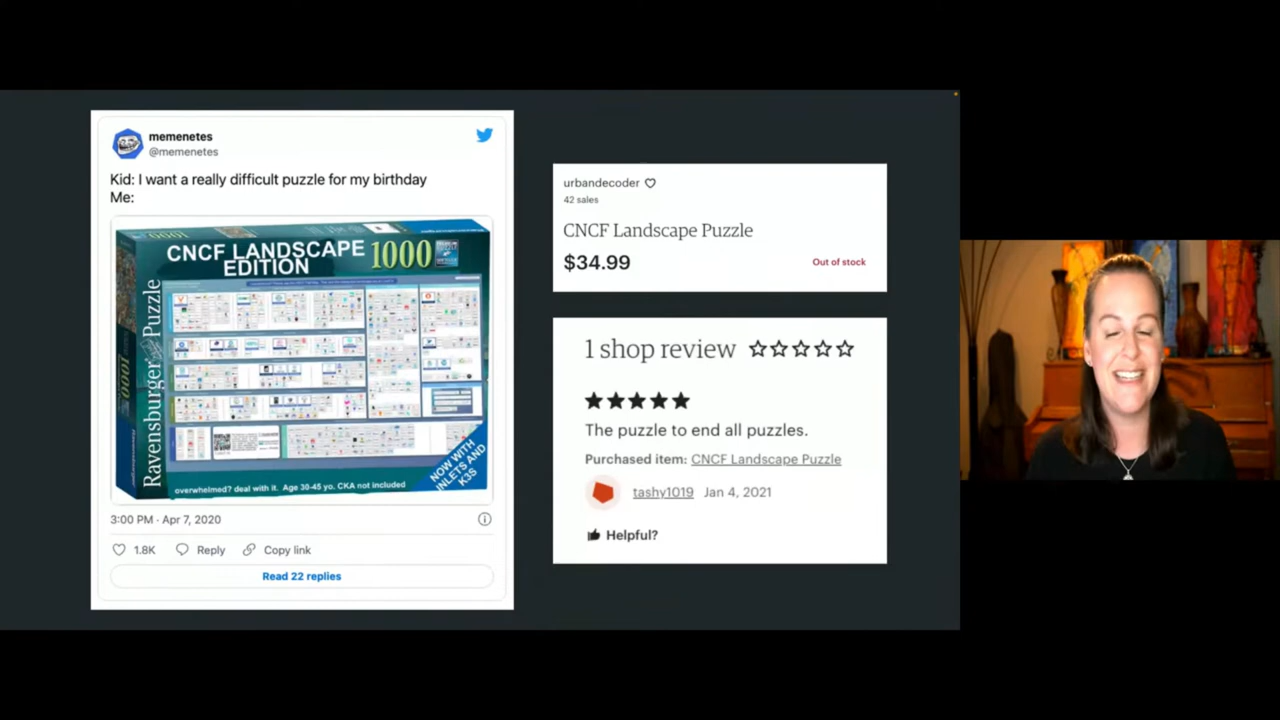 memenetes
@memenetes
Kid: I want a really difficult puzzle for my birthday
Me:
1000
CNCF LANDSCAPE
EDITION
1000
Ravensburger Puzzle
1000
NOW WITH
INLETS AND
K3S
overwhelmed? deal with it. Age 30-45 yo. CKA not included
3:00 PM · Apr 7, 2020
1.8K
Reply
Copy link
Read 22 replies
urbandecoder
42 sales
CNCF Landscape Puzzle
$34.99
Out of stock
1 shop review
The puzzle to end all puzzles.
Purchased item: CNCF Landscape Puzzle
tashy1019 Jan 4, 2021
Helpful?